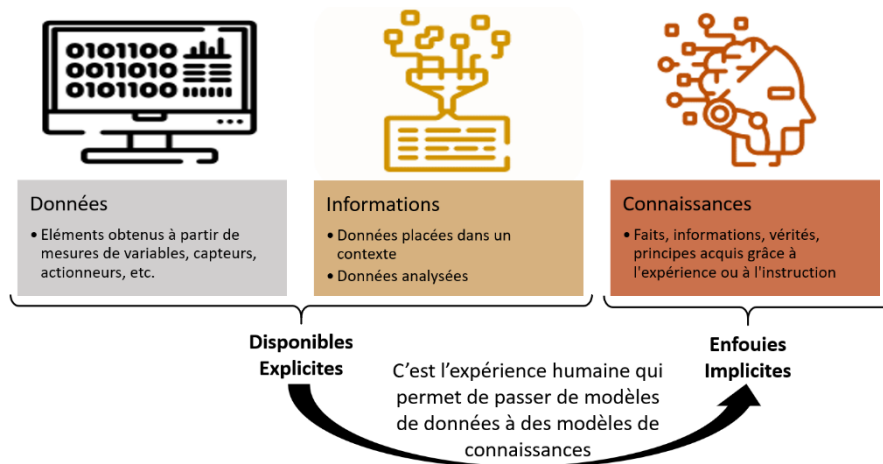 0101100
0011010
0101100
Données
• Eléments obtenus à partir de
mesures de variables, capteurs,
actionneurs, etc.
Informations
• Données placées dans un
contexte
• Données analysées
Connaissances
• Faits, informations, vérités,
principes acquis grâce à
l'expérience ou à l'instruction
Disponibles
Explicites
C’est l’expérience humaine qui
permet de passer de modèles
de données à des modèles de
connaissances
Enfouies
Implicites